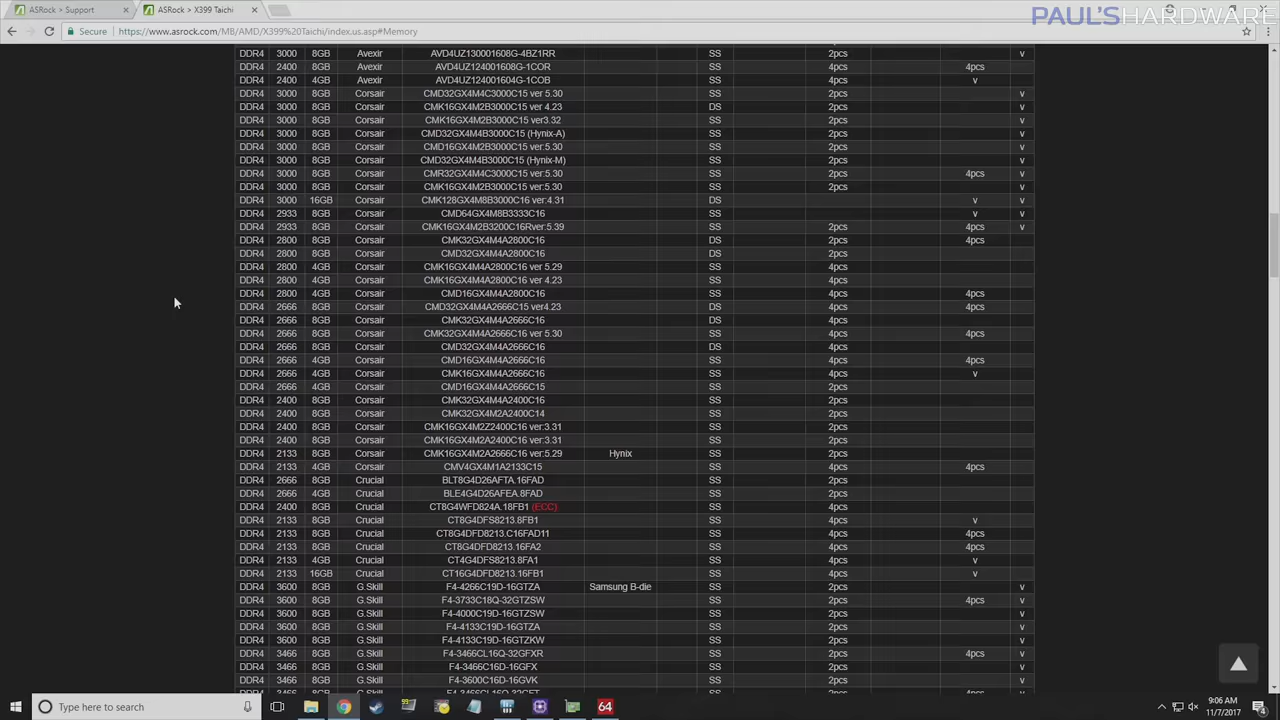 ASRock > Support
ASRock > X399 Taichi
PAUL'SHARDWARE
Secure https://www.asrock.com/MB/AMD/X399 Taichi/index.us.asp#Memory
DDR4 3000 8GB Avexir AVD4UZ130001608G-4BZ1RR SS 2pcs v
DDR4 2400 8GB Avexir AVD4UZ124001608G-1COR SS 4pcs 4pcs
DDR4 2400 4GB Avexir AVD4UZ124001604G-1COB SS 4pcs v
DDR4 3000 8GB Corsair CMD32GX4M4C3000C15 ver 5.30 SS 2pcs v
DDR4 3000 8GB Corsair CMK16GX4M2B3000C15 ver 4.23 DS 2pcs v
DDR4 3000 8GB Corsair CMK16GX4M2B3000C15 ver3.32 SS 2pcs v
DDR4 3000 8GB Corsair CMD32GX4M4B3000C15 (Hynix-A) SS 2pcs v
DDR4 3000 8GB Corsair CMD16GX4M2B3000C15 ver:5.30 SS 2pcs v
DDR4 3000 8GB Corsair CMD32GX4M4B3000C15 (Hynix-M) SS 2pcs v
DDR4 3000 8GB Corsair CMR32GX4M4C3000C15 ver:5.30 SS 2pcs 4pcs v
DDR4 3000 8GB Corsair CMK16GX4M2B3000C15 ver:5.30 SS 2pcs v
DDR4 3000 16GB Corsair CMK128GX4M8B3000C16 ver:4.31 DS v v
DDR4 2933 8GB Corsair CMD64GX4M8B3333C16 SS v v
DDR4 2933 8GB Corsair CMK16GX4M2B3200C16Rver:5.39 SS 2pcs 4pcs v
DDR4 2800 8GB Corsair CMK32GX4M4A2800C16 DS 2pcs 4pcs
DDR4 2800 8GB Corsair CMD32GX4M4A2800C16 DS 2pcs
DDR4 2800 4GB Corsair CMK16GX4M4A2800C16 ver 5.29 SS 4pcs
DDR4 2800 4GB Corsair CMK16GX4M4A2800C16 ver 4.23 SS 4pcs
DDR4 2800 4GB Corsair CMD16GX4M4A2800C16 SS 4pcs 4pcs
DDR4 2666 8GB Corsair CMD32GX4M4A2666C15 ver4.23 SS 4pcs 4pcs
DDR4 2666 8GB Corsair CMK32GX4M4A2666C16 DS 4pcs
DDR4 2666 8GB Corsair CMK32GX4M4A2666C16 ver 5.30 SS 4pcs 4pcs
DDR4 2666 8GB Corsair CMD32GX4M4A2666C16 DS 2pcs
DDR4 2666 4GB Corsair CMD16GX4M4A2666C16 SS 4pcs 4pcs
DDR4 2666 4GB Corsair CMK16GX4M4A2666C16 SS 4pcs v
DDR4 2666 4GB Corsair CMD16GX4M4A2666C15 SS 2pcs
DDR4 2400 8GB Corsair CMK32GX4M4A2400C16 SS 2pcs
DDR4 2400 8GB Corsair CMK32GX4M2A2400C14 SS 2pcs
DDR4 2400 8GB Corsair CMK16GX4M2Z2400C16 ver:3.31 SS 2pcs
DDR4 2400 8GB Corsair CMK16GX4M2A2400C16 ver:3.31 SS 2pcs
DDR4 2133 8GB Corsair CMK16GX4M2A2666C16 ver:5.29 Hynix SS 2pcs
DDR4 2133 4GB Corsair CMV4GX4M1A2133C15 SS 4pcs 4pcs
DDR4 2666 8GB Crucial BLT8G4D26AFTA.16FAD SS 2pcs
DDR4 2666 4GB Crucial BLE4G4D26AFEA.8FAD SS 2pcs
DDR4 2400 8GB Crucial CT8G4WFD824A.18FB1 (ECC) SS 4pcs
DDR4 2133 8GB Crucial CT8G4DFS8213.8FB1 SS 4pcs v
DDR4 2133 8GB Crucial CT8G4DFD8213.C16FAD11 SS 4pcs 4pcs
DDR4 2133 8GB Crucial CT8G4DFD8213.16FA2 SS 4pcs 4pcs
DDR4 2133 4GB Crucial CT4G4DFS8213.8FA1 SS 4pcs v
DDR4 2133 16GB Crucial CT16G4DFD8213.16FB1 SS 4pcs v
DDR4 3600 8GB G.Skill F4-4266C19D-16GTZA Samsung B-die SS 2pcs v
DDR4 3600 8GB G.Skill F4-3733C18Q-32GTZSW SS 2pcs 4pcs v
DDR4 3600 8GB G.Skill F4-4000C19D-16GTZSW SS 2pcs v
DDR4 3600 8GB G.Skill F4-4133C19D-16GTZA SS 2pcs v
DDR4 3600 8GB G.Skill F4-4133C19D-16GTZKW SS 2pcs v
DDR4 3466 8GB G.Skill F4-3466CL16Q-32GFXR SS 2pcs 4pcs v
DDR4 3466 8GB G.Skill F4-3466C16D-16GFX SS 2pcs v
DDR4 3466 8GB G.Skill F4-3600C16D-16GVK SS 2pcs v
Type here to search
64
9:06 AM
11/7/2017